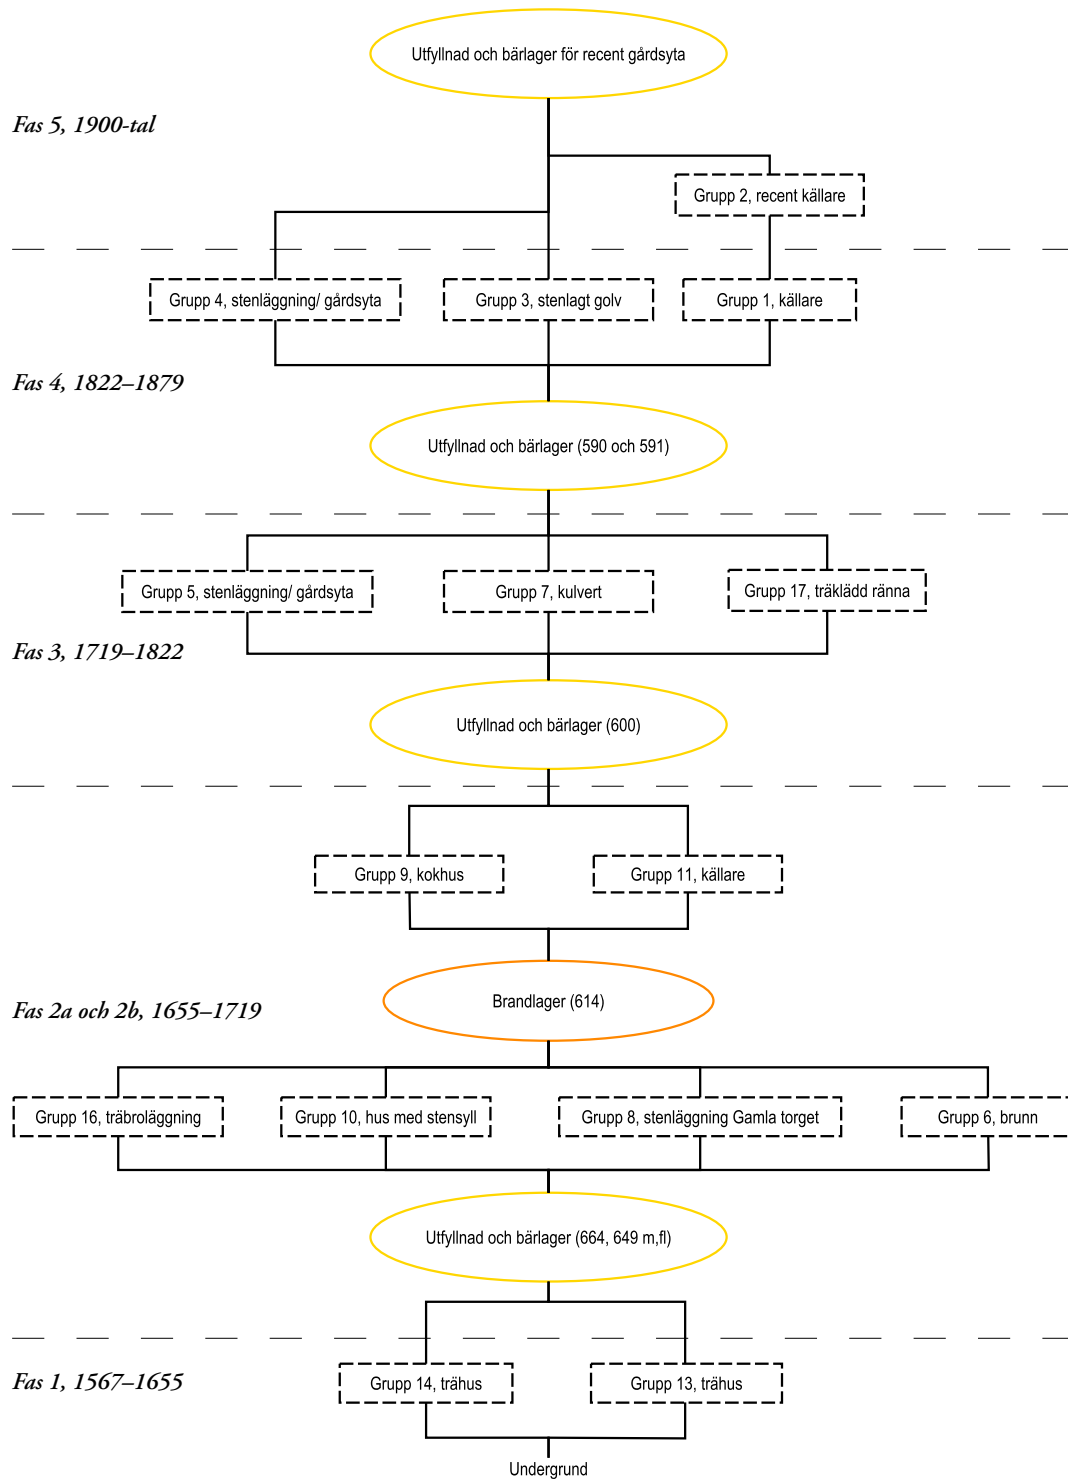 Utfyllnad och bärlager för recent gårdsyta
Fas 5, 1900-tal
Grupp 2, recent källare
Grupp 4, stenläggning/ gårdsyta
Grupp 3, stenlagt golv
Grupp 1, källare
Fas 4, 1822–1879
Utfyllnad och bärlager (590 och 591)
Grupp 5, stenläggning/ gårdsyta
Grupp 7, kulvert
Grupp 17, träklädd ränna
Fas 3, 1719–1822
Utfyllnad och bärlager (600)
Grupp 9, kokhus
Grupp 11, källare
Brandlager (614)
Fas 2a och 2b, 1655–1719
Grupp 16, träbroläggning
Grupp 10, hus med stensyll
Grupp 8, stenläggning Gamla torget
Grupp 6, brunn
Utfyllnad och bärlager (664, 649 m,fl)
Fas 1, 1567–1655
Grupp 14, trähus
Grupp 13, trähus
Undergrund